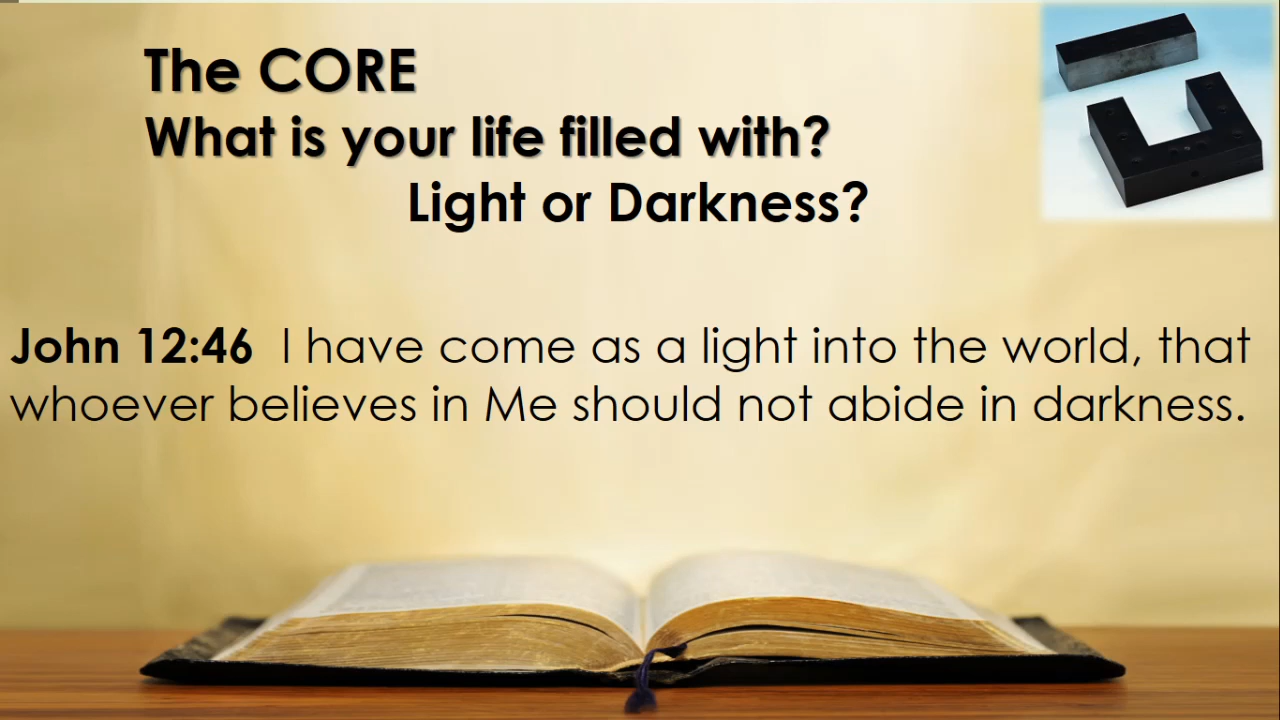 The CORE
What is your life filled with?
Light or Darkness?
John 12:46 I have come as a light into the world, that
whoever believes in Me should not abide in darkness.